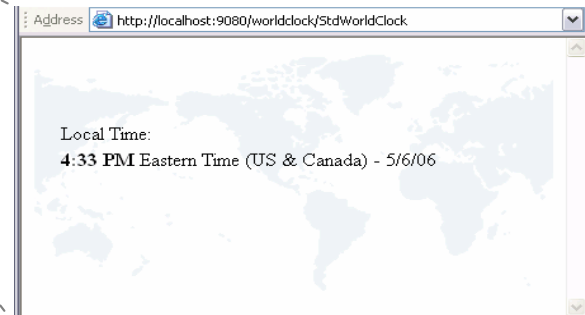 Address http://localhost:9080/worldclock/StdWorldClock
Local Time:
4:33 PM Eastern Time (US & Canada) - 5/6/06